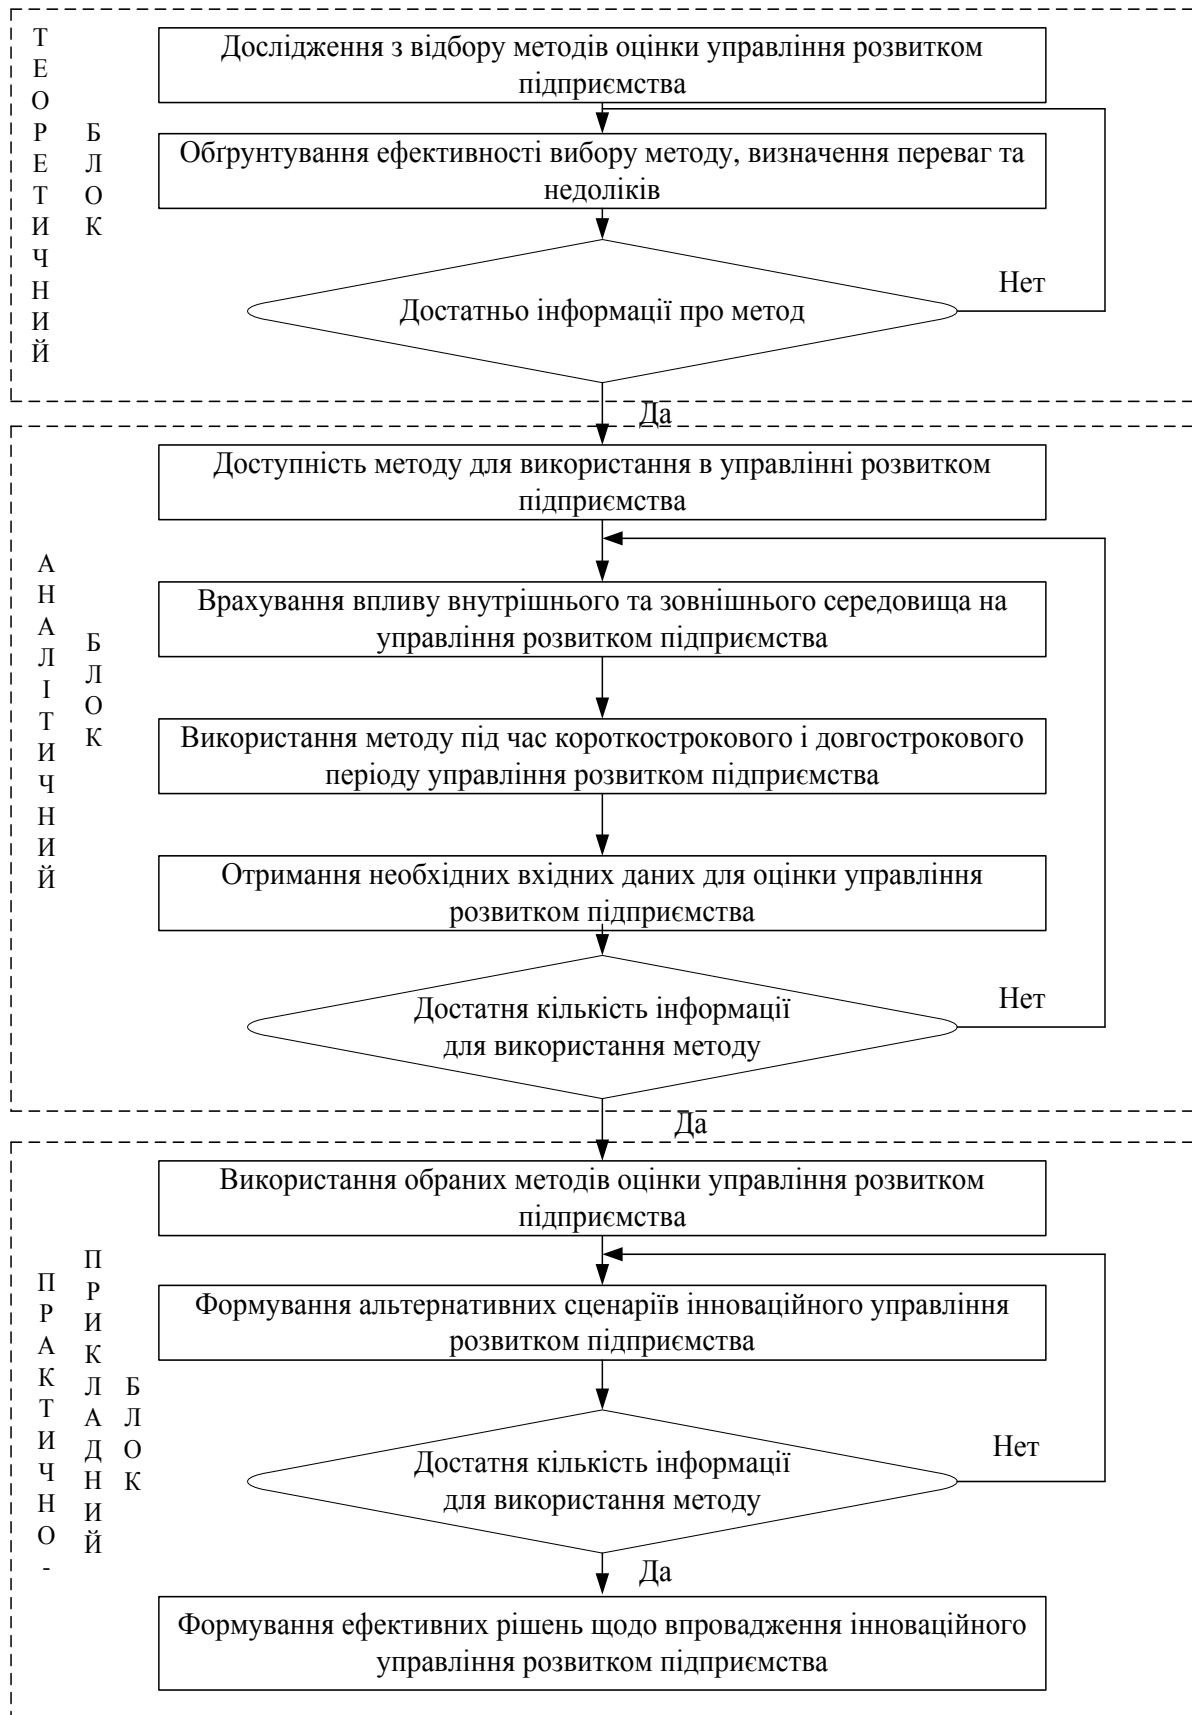 ТЕОРЕТИЧНИЙ
БЛОК
Дослідження з відбору методів оцінки управління розвитком
підприємства
Обґрунтування ефективності вибору методу, визначення переваг та
недоліків
Достатньо інформації про метод
Нет
Да
АНАЛІТИЧНИЙ
БЛОК
Доступність методу для використання в управлінні розвитком
підприємства
Врахування впливу внутрішнього та зовнішнього середовища на
управління розвитком підприємства
Використання методу під час короткострокового і довгострокового
періоду управління розвитком підприємства
Отримання необхідних вхідних даних для оцінки управління
розвитком підприємства
Достатня кількість інформації
для використання методу
Нет
Да
ПРАКТИЧНО-
ПРИКЛАДНИЙ
БЛОК
Використання обраних методів оцінки управління розвитком
підприємства
Формування альтернативних сценаріїв інноваційного управління
розвитком підприємства
Достатня кількість інформації
для використання методу
Нет
Да
Формування ефективних рішень щодо впровадження інноваційного
управління розвитком підприємства